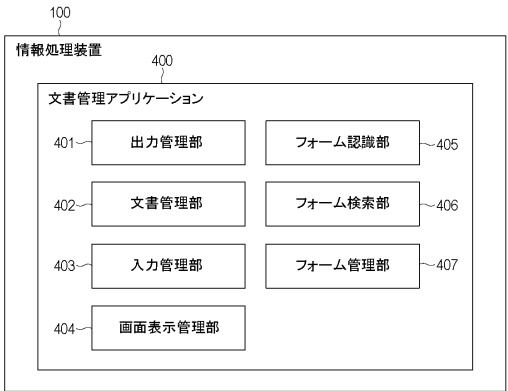 100
情報処理装置
400
文書管理アプリケーション
401 出力管理部 フォーム認識部 405
402 文書管理部 フォーム検索部 406
403 入力管理部 フォーム管理部 407
404 画面表示管理部